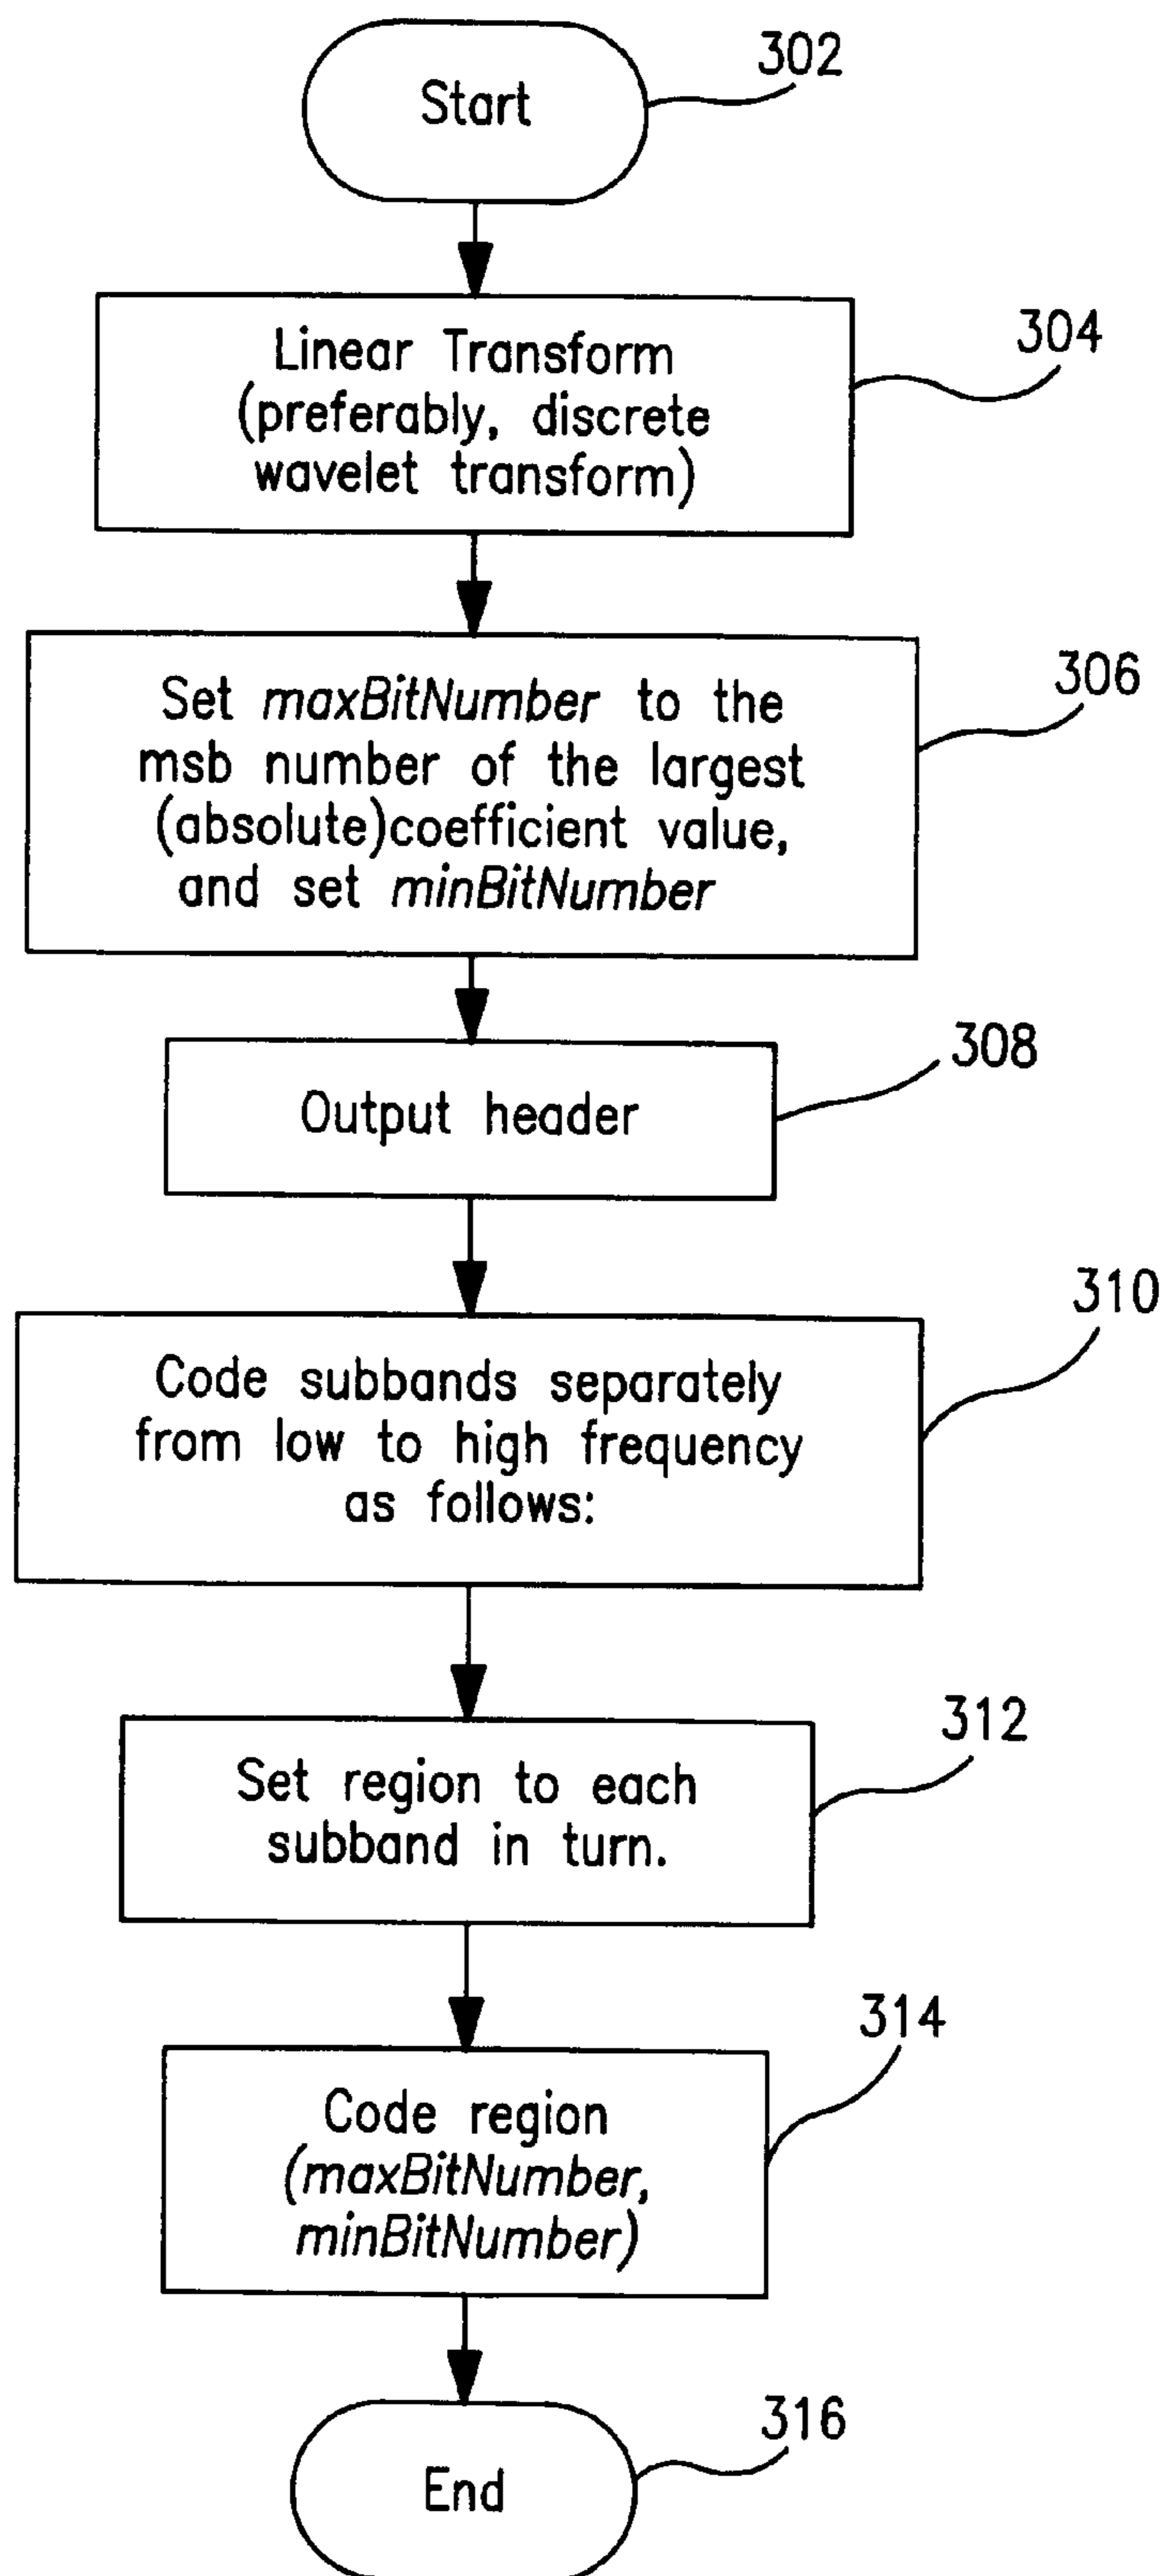 Start
302
Linear Transform
(preferably, discrete
wavelet transform)
304
Set maxBitNumber to the
msb number of the largest
(absolute)coefficient value,
and set minBitNumber
306
Output header
308
Code subbands separately
from low to high frequency
as follows:
310
Set region to each
subband in turn.
312
Code region
(maxBitNumber,
minBitNumber)
314
End
316